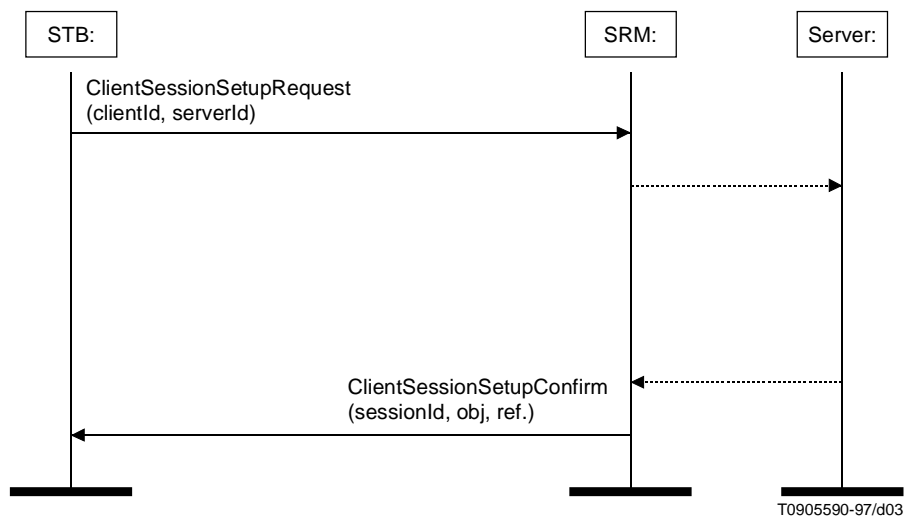 STB:
SRM:
Server:
ClientSessionSetupRequest
(clientId, serverId)
ClientSessionSetupConfirm
(sessionId, obj, ref.)
T0905590-97/d03